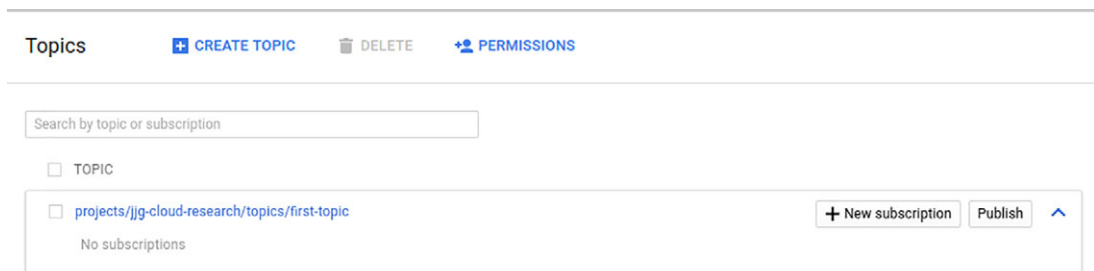 Topics CREATE TOPIC DELETE PERMISSIONS
Search by topic or subscription
TOPIC
projects/jjg-cloud-research/topics/first-topic New subscription Publish
No subscriptions